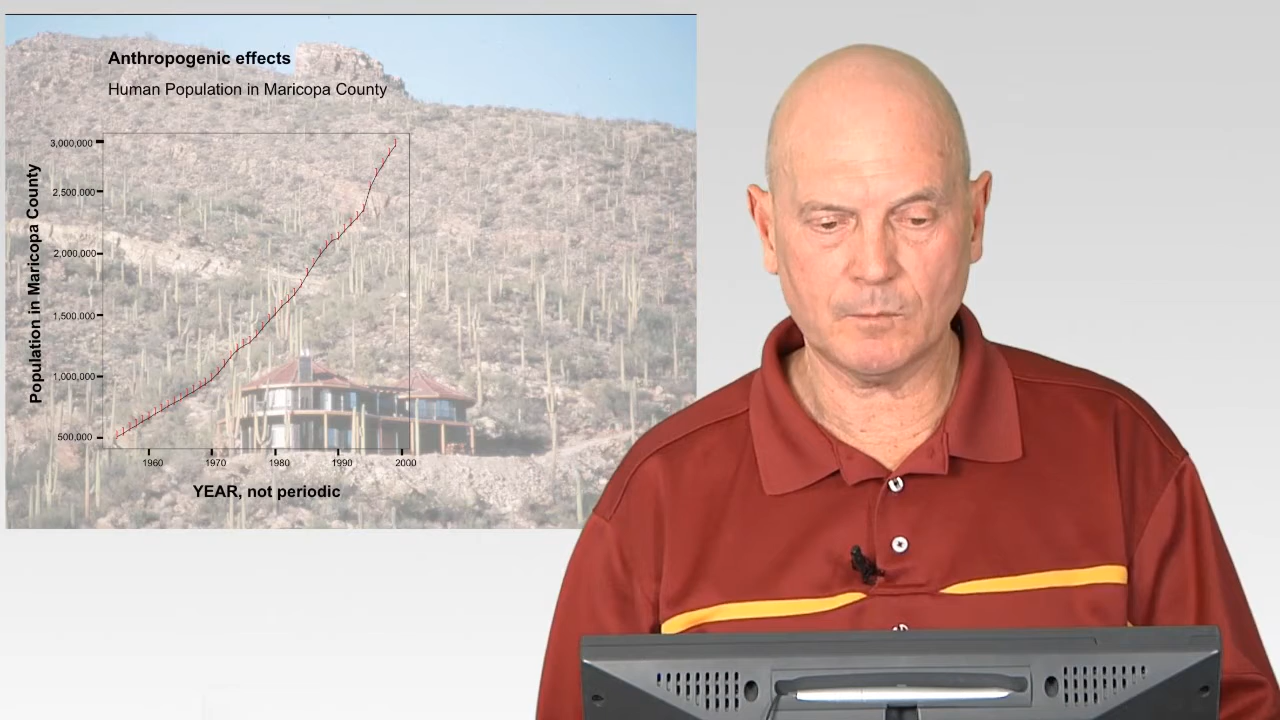 Anthropogenic effects
Human Population in Maricopa County
Population in Maricopa County
3,000,000
2,500,000
2,000,000
1,500,000
1,000,000
500,000
1960
1970
1980
1990
2000
YEAR, not periodic